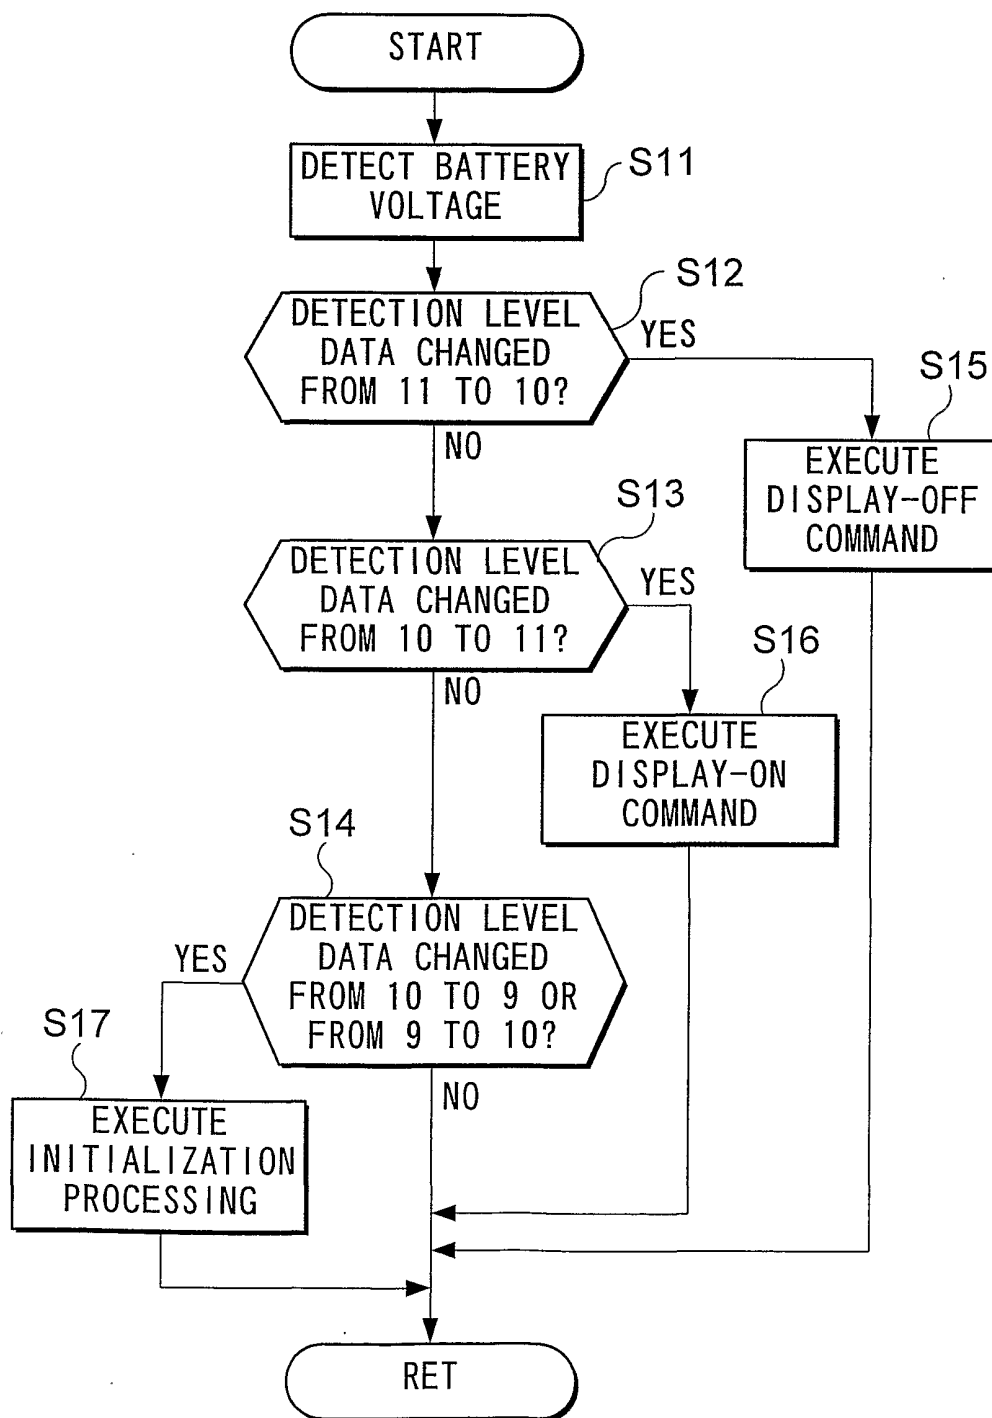 START
DETECT BATTERY
VOLTAGE
S11
S12
DETECTION LEVEL
DATA CHANGED
FROM 11 TO 10?
YES
NO
S15
EXECUTE
DISPLAY-OFF
COMMAND
S13
DETECTION LEVEL
DATA CHANGED
FROM 10 TO 11?
YES
NO
S16
EXECUTE
DISPLAY-ON
COMMAND
S14
DETECTION LEVEL
DATA CHANGED
FROM 10 TO 9 OR
FROM 9 TO 10?
YES
NO
S17
EXECUTE
INITIALIZATION
PROCESSING
RET